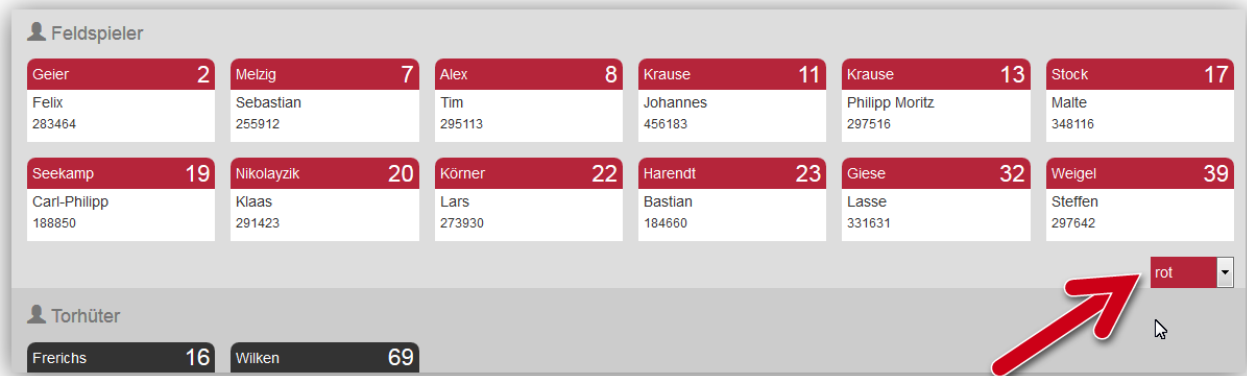 Feldspieler
Geier 2 Melzig 7 Alex 8 Krause 11 Krause 13 Stock 17
Felix Sebastian Tim Johannes Philipp Moritz Malte
283464 255912 295113 456183 297516 348116
Seekamp 19 Nikolayzik 20 Körner 22 Harendt 23 Giese 32 Weigel 39
Carl-Philipp Klaas Lars Bastian Lasse Steffen
188850 291423 273930 184660 331631 297642
rot
Torhüter
Frerichs 16 Wilken 69